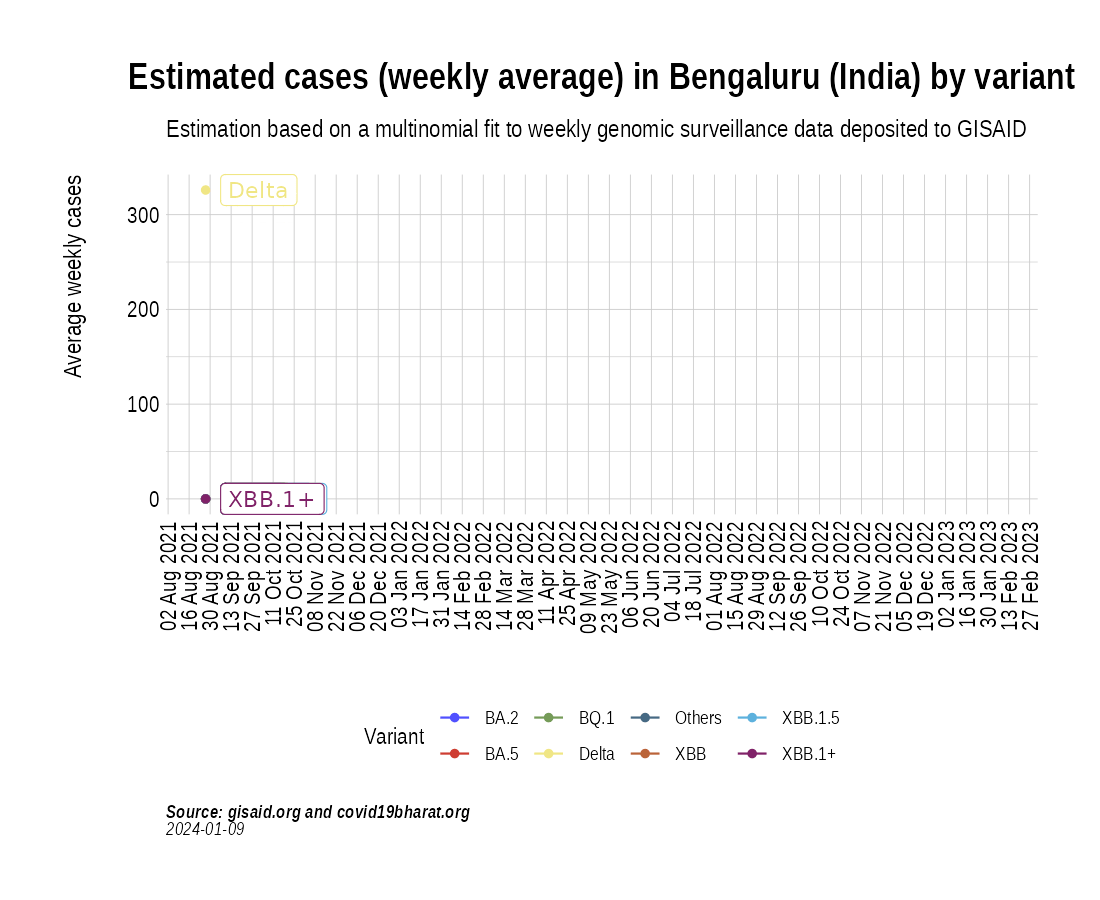 Estimated cases (weekly average) in Bengaluru (India) by variant
Estimation based on a multinomial fit to weekly genomic surveillance data deposited to GISAID
Average weekly cases
300
200
100
0
Delta
XBB.1+
02 Aug 2021
16 Aug 2021
30 Aug 2021
13 Sep 2021
27 Sep 2021
11 Oct 2021
25 Oct 2021
08 Nov 2021
22 Nov 2021
06 Dec 2021
20 Dec 2021
03 Jan 2022
17 Jan 2022
31 Jan 2022
14 Feb 2022
28 Feb 2022
14 Mar 2022
28 Mar 2022
11 Apr 2022
25 Apr 2022
09 May 2022
23 May 2022
06 Jun 2022
20 Jun 2022
04 Jul 2022
18 Jul 2022
01 Aug 2022
15 Aug 2022
29 Aug 2022
12 Sep 2022
26 Sep 2022
10 Oct 2022
24 Oct 2022
07 Nov 2022
21 Nov 2022
05 Dec 2022
19 Dec 2022
02 Jan 2023
16 Jan 2023
30 Jan 2023
13 Feb 2023
27 Feb 2023
Variant
BA.2
BQ.1
Others
XBB.1.5
BA.5
Delta
XBB
XBB.1+
Source: gisaid.org and covid19bharat.org
2024-01-09